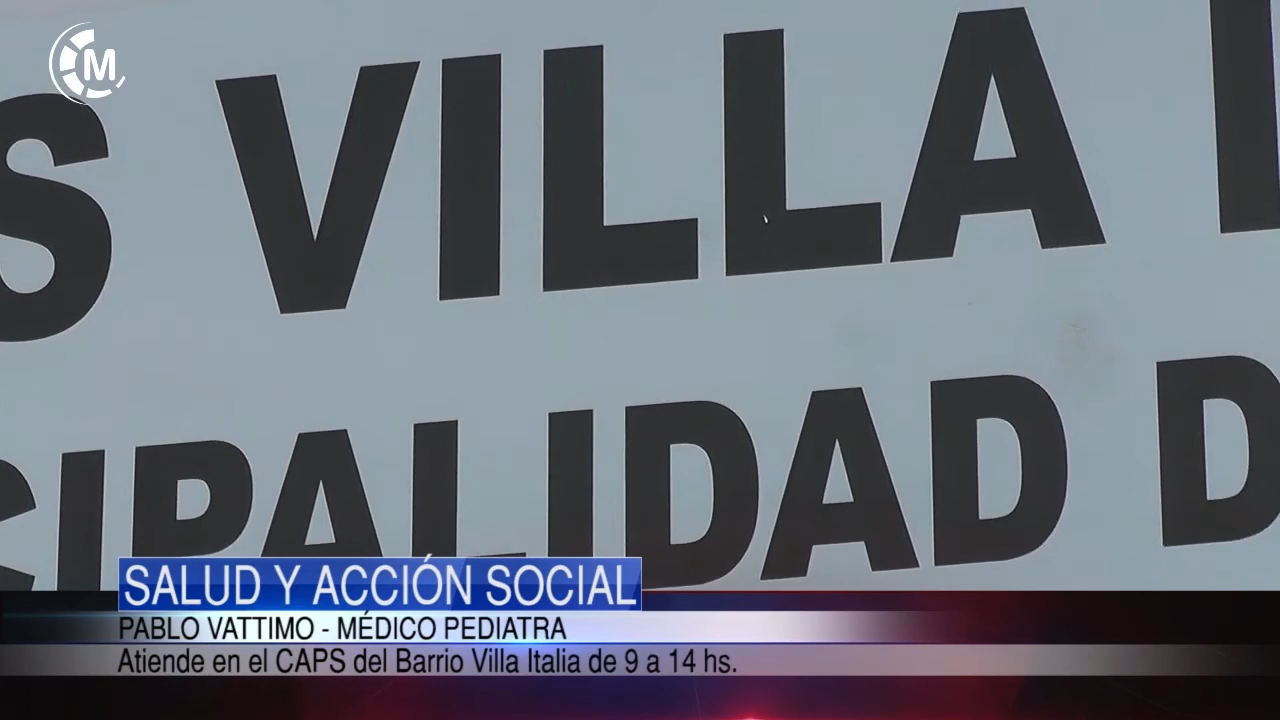 M
S VILLA I
CIPALIDAD D
SALUD Y ACCIÓN SOCIAL
PABLO VATTIMO - MÉDICO PEDIATRA
Atiende en el CAPS del Barrio Villa Italia de 9 a 14 hs.